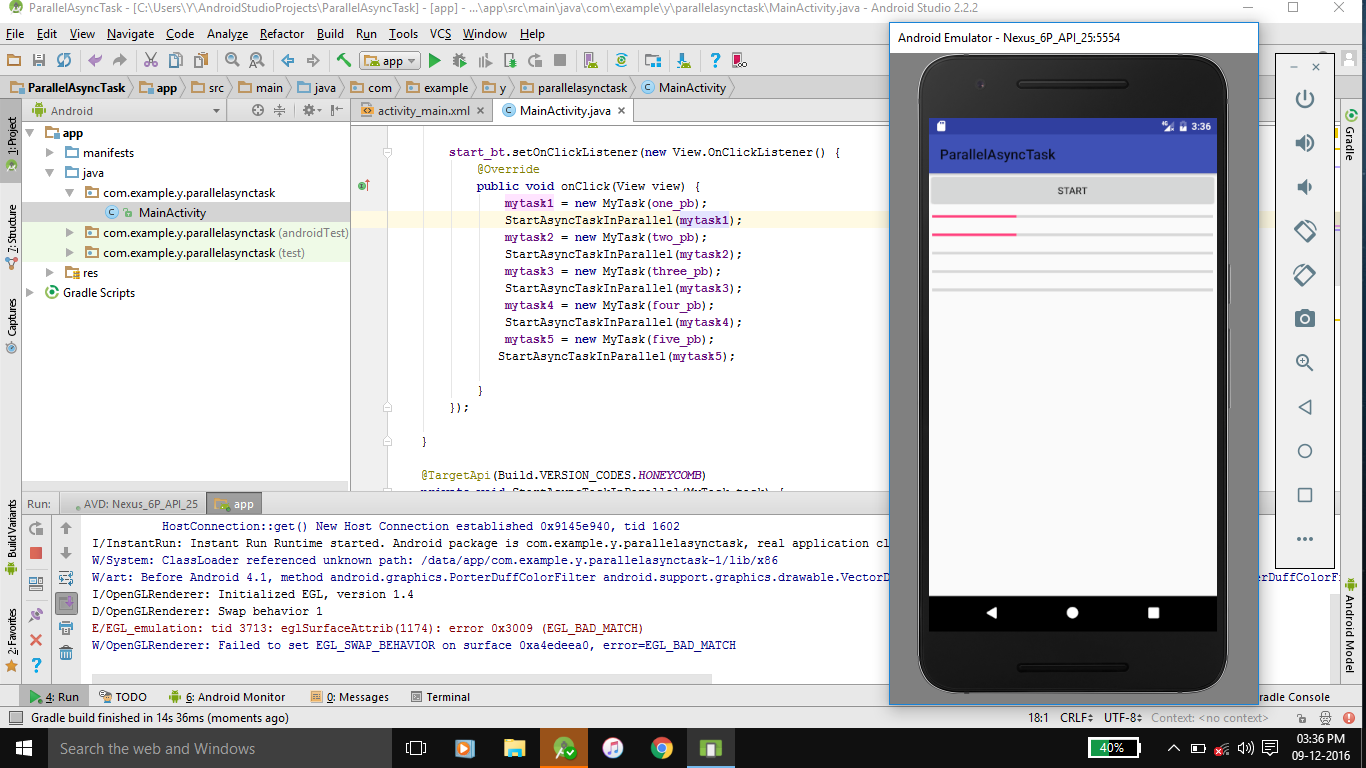 ParallelAsyncTask - [C:\Users\Y\AndroidStudioProjects\ParallelAsyncTask] - [app] - ...\app\src\main\java\com\example\y\parallelasynctask\MainActivity.java - Android Studio 2.2.2
File Edit View Navigate Code Analyze Refactor Build Run Tools VCS Window Help
app
ParallelAsyncTask app src main java com example y parallelasynctask MainActivity
Android
activity_main.xml
MainActivity.java
1: Project
7: Structure
Captures
Build Variants
2: Favorites
app
manifests
java
com.example.y.parallelasynctask
MainActivity
com.example.y.parallelasynctask (androidTest)
com.example.y.parallelasynctask (test)
res
Gradle Scripts
start_bt.setOnClickListener(new View.OnClickListener() {
@Override
public void onClick(View view) {
mytask1 = new MyTask(one_pb);
StartAsyncTaskInParallel(mytask1);
mytask2 = new MyTask(two_pb);
StartAsyncTaskInParallel(mytask2);
mytask3 = new MyTask(three_pb);
StartAsyncTaskInParallel(mytask3);
mytask4 = new MyTask(four_pb);
StartAsyncTaskInParallel(mytask4);
mytask5 = new MyTask(five_pb);
StartAsyncTaskInParallel(mytask5);
}
});
}
@TargetApi(Build.VERSION_CODES.HONEYCOMB)
private void StartAsyncTaskInParallel(MyTask task) {
Android Emulator - Nexus_6P_API_25:5554
3:36
ParallelAsyncTask
START
Gradle
Android Model
Run: AVD: Nexus_6P_API_25 app
HostConnection::get() New Host Connection established 0x9145e940, tid 1602
I/InstantRun: Instant Run Runtime started. Android package is com.example.y.parallelasynctask, real application cl
W/System: ClassLoader referenced unknown path: /data/app/com.example.y.parallelasynctask-1/lib/x86
W/art: Before Android 4.1, method android.graphics.PorterDuffColorFilter android.support.graphics.drawable.VectorD erDuffColorFi
I/OpenGLRenderer: Initialized EGL, version 1.4
D/OpenGLRenderer: Swap behavior 1
E/EGL_emulation: tid 3713: eglSurfaceAttrib(1174): error 0x3009 (EGL_BAD_MATCH)
W/OpenGLRenderer: Failed to set EGL_SWAP_BEHAVIOR on surface 0xa4edeea0, error=EGL_BAD_MATCH
4: Run TODO 6: Android Monitor 0: Messages Terminal radle Console
Gradle build finished in 14s 36ms (moments ago) 18:1 CRLF UTF-8 Context: <no context>
Search the web and Windows
40%
03:36 PM
09-12-2016